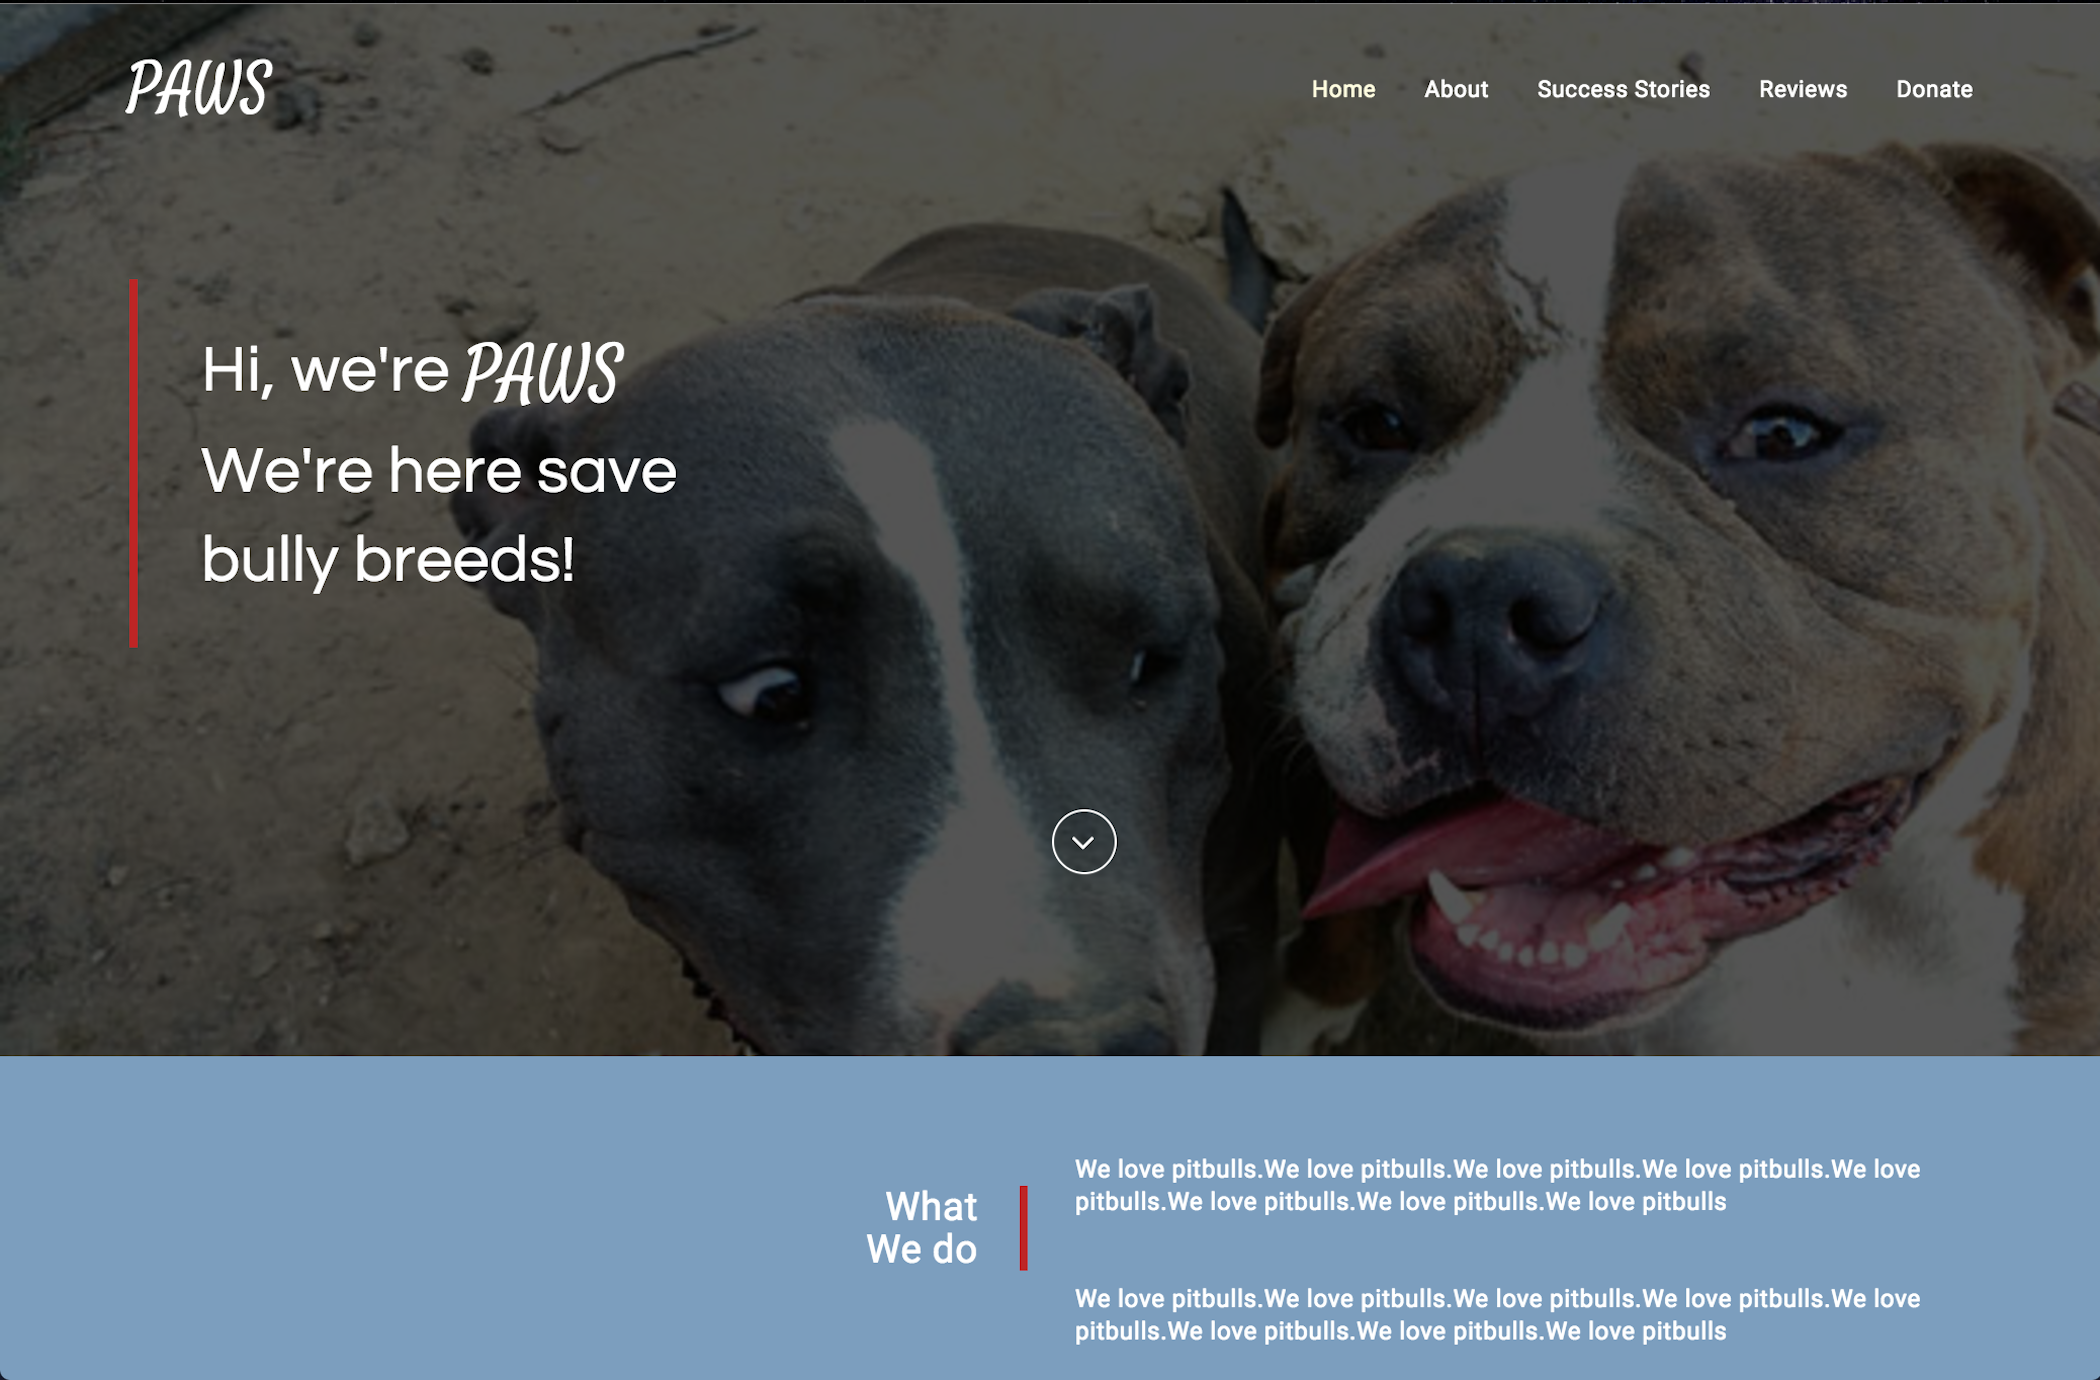 PAWS
Home About Success Stories Reviews Donate
Hi, we're PAWS
We're here save
bully breeds!
What
We do
We love pitbulls.We love pitbulls.We love pitbulls.We love pitbulls.We love
pitbulls.We love pitbulls.We love pitbulls.We love pitbulls
We love pitbulls.We love pitbulls.We love pitbulls.We love pitbulls.We love
pitbulls.We love pitbulls.We love pitbulls.We love pitbulls